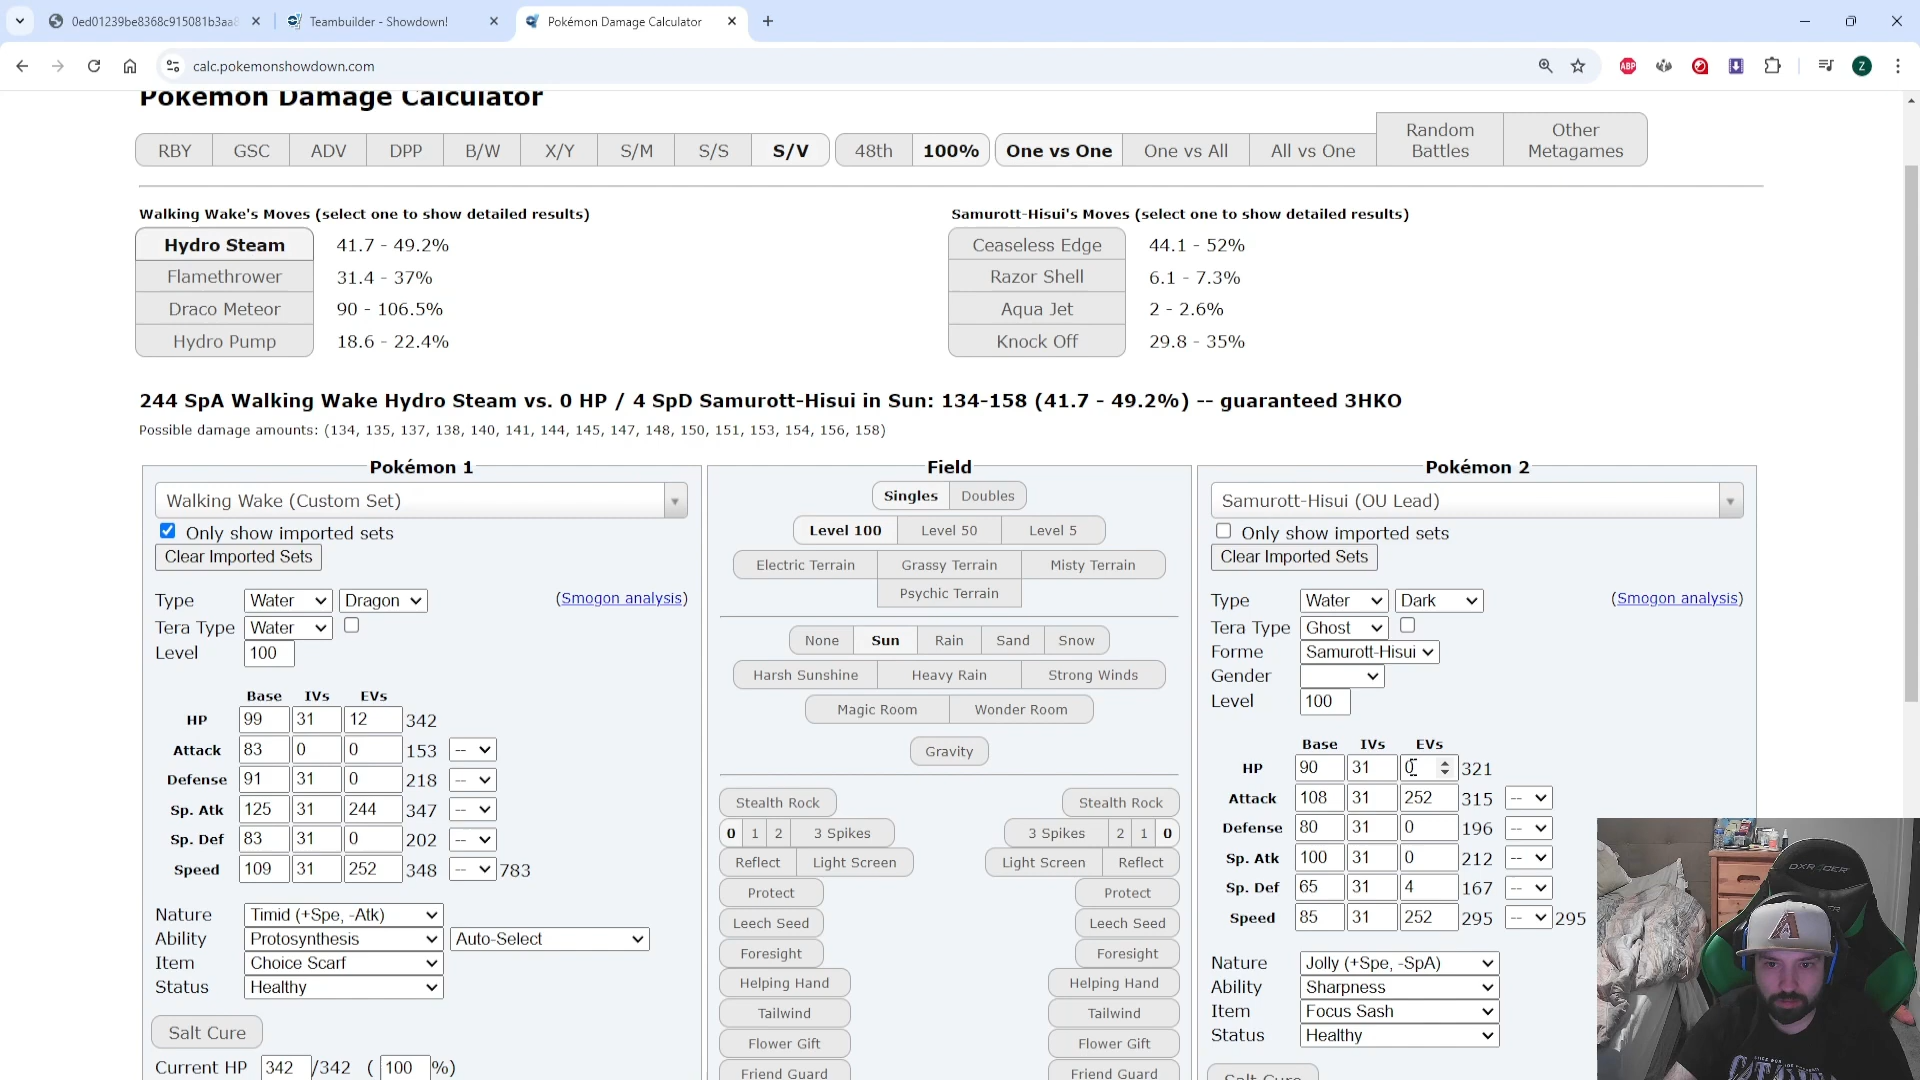 0ed01239be8368c915081b3aa8
Teambuilder - Showdown!
Pokémon Damage Calculator
calc.pokemonshowdown.com
ABP
Z
Pokémon Damage Calculator
RBY GSC ADV DPP B/W X/Y S/M S/S S/V 48th 100% One vs One One vs All All vs One Random Battles Other Metagames
Walking Wake's Moves (select one to show detailed results)
Hydro Steam 41.7 - 49.2%
Flamethrower 31.4 - 37%
Draco Meteor 90 - 106.5%
Hydro Pump 18.6 - 22.4%
Samurott-Hisui's Moves (select one to show detailed results)
Ceaseless Edge 44.1 - 52%
Razor Shell 6.1 - 7.3%
Aqua Jet 2 - 2.6%
Knock Off 29.8 - 35%
244 SpA Walking Wake Hydro Steam vs. 0 HP / 4 SpD Samurott-Hisui in Sun: 134-158 (41.7 - 49.2%) -- guaranteed 3HKO
Possible damage amounts: (134, 135, 137, 138, 140, 141, 144, 145, 147, 148, 150, 151, 153, 154, 156, 158)
Pokémon 1
Walking Wake (Custom Set)
Only show imported sets
Clear Imported Sets
Type Water Dragon (Smogon analysis)
Tera Type Water
Level 100
Base IVs EVs
HP 99 31 12 342
Attack 83 0 0 153 --
Defense 91 31 0 218 --
Sp. Atk 125 31 244 347 --
Sp. Def 83 31 0 202 --
Speed 109 31 252 348 -- 783
Nature Timid (+Spe, -Atk)
Ability Protosynthesis Auto-Select
Item Choice Scarf
Status Healthy
Salt Cure
Current HP 342 /342 ( 100 %)
Field
Singles Doubles
Level 100 Level 50 Level 5
Electric Terrain Grassy Terrain Misty Terrain
Psychic Terrain
None Sun Rain Sand Snow
Harsh Sunshine Heavy Rain Strong Winds
Magic Room Wonder Room
Gravity
Stealth Rock Stealth Rock
0 1 2 3 Spikes 3 Spikes 2 1 0
Reflect Light Screen Light Screen Reflect
Protect Protect
Leech Seed Leech Seed
Foresight Foresight
Helping Hand Helping Hand
Tailwind Tailwind
Flower Gift Flower Gift
Friend Guard Friend Guard
Pokémon 2
Samurott-Hisui (OU Lead)
Only show imported sets
Clear Imported Sets
Type Water Dark (Smogon analysis)
Tera Type Ghost
Forme Samurott-Hisui
Gender
Level 100
Base IVs EVs
HP 90 31 0 321
Attack 108 31 252 315 --
Defense 80 31 0 196 --
Sp. Atk 100 31 0 212 --
Sp. Def 65 31 4 167 --
Speed 85 31 252 295 -- 295
Nature Jolly (+Spe, -SpA)
Ability Sharpness
Item Focus Sash
Status Healthy
Salt Cure
DXRACER
A